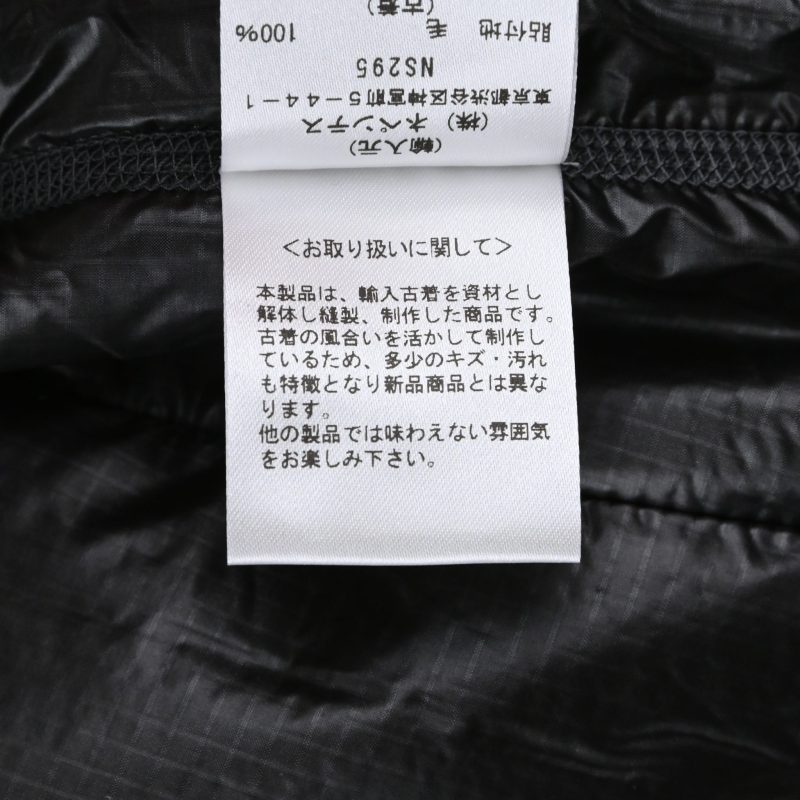 (古着)
貼付地 毛 100%
NS295
東京都渋谷区神宮前5-44-1
(株) ネペンテス
(輸入元)
<お取り扱いに関して>
本製品は、輸入古着を資材とし
解体し縫製、制作した商品です。
古着の風合いを活かして制作し
ているため、多少のキズ・汚れ
も特徴となり新品商品とは異な
ります。
他の製品では味わえない雰囲気
をお楽しみ下さい。